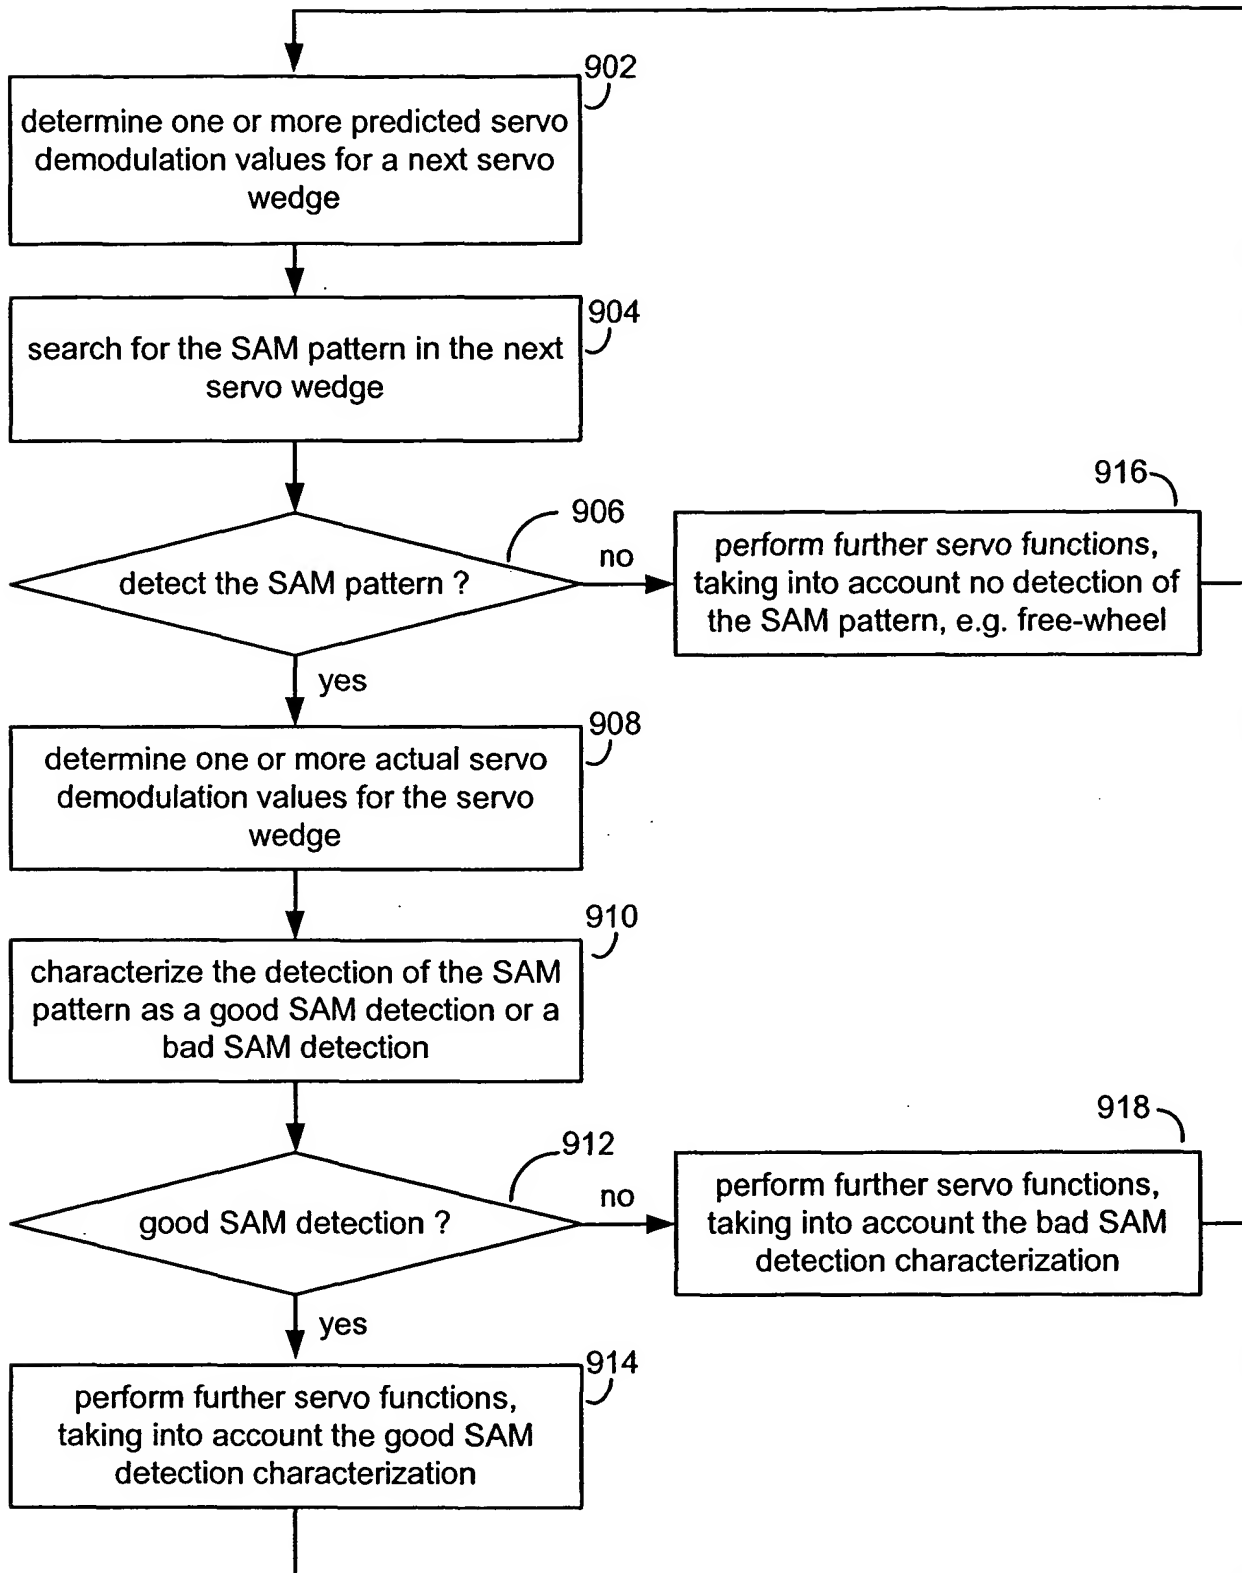 902
determine one or more predicted servo
demodulation values for a next servo
wedge
904
search for the SAM pattern in the next
servo wedge
906
detect the SAM pattern ?
no
916
perform further servo functions,
taking into account no detection of
the SAM pattern, e.g. free-wheel
yes
908
determine one or more actual servo
demodulation values for the servo
wedge
910
characterize the detection of the SAM
pattern as a good SAM detection or a
bad SAM detection
912
good SAM detection ?
no
918
perform further servo functions,
taking into account the bad SAM
detection characterization
yes
914
perform further servo functions,
taking into account the good SAM
detection characterization